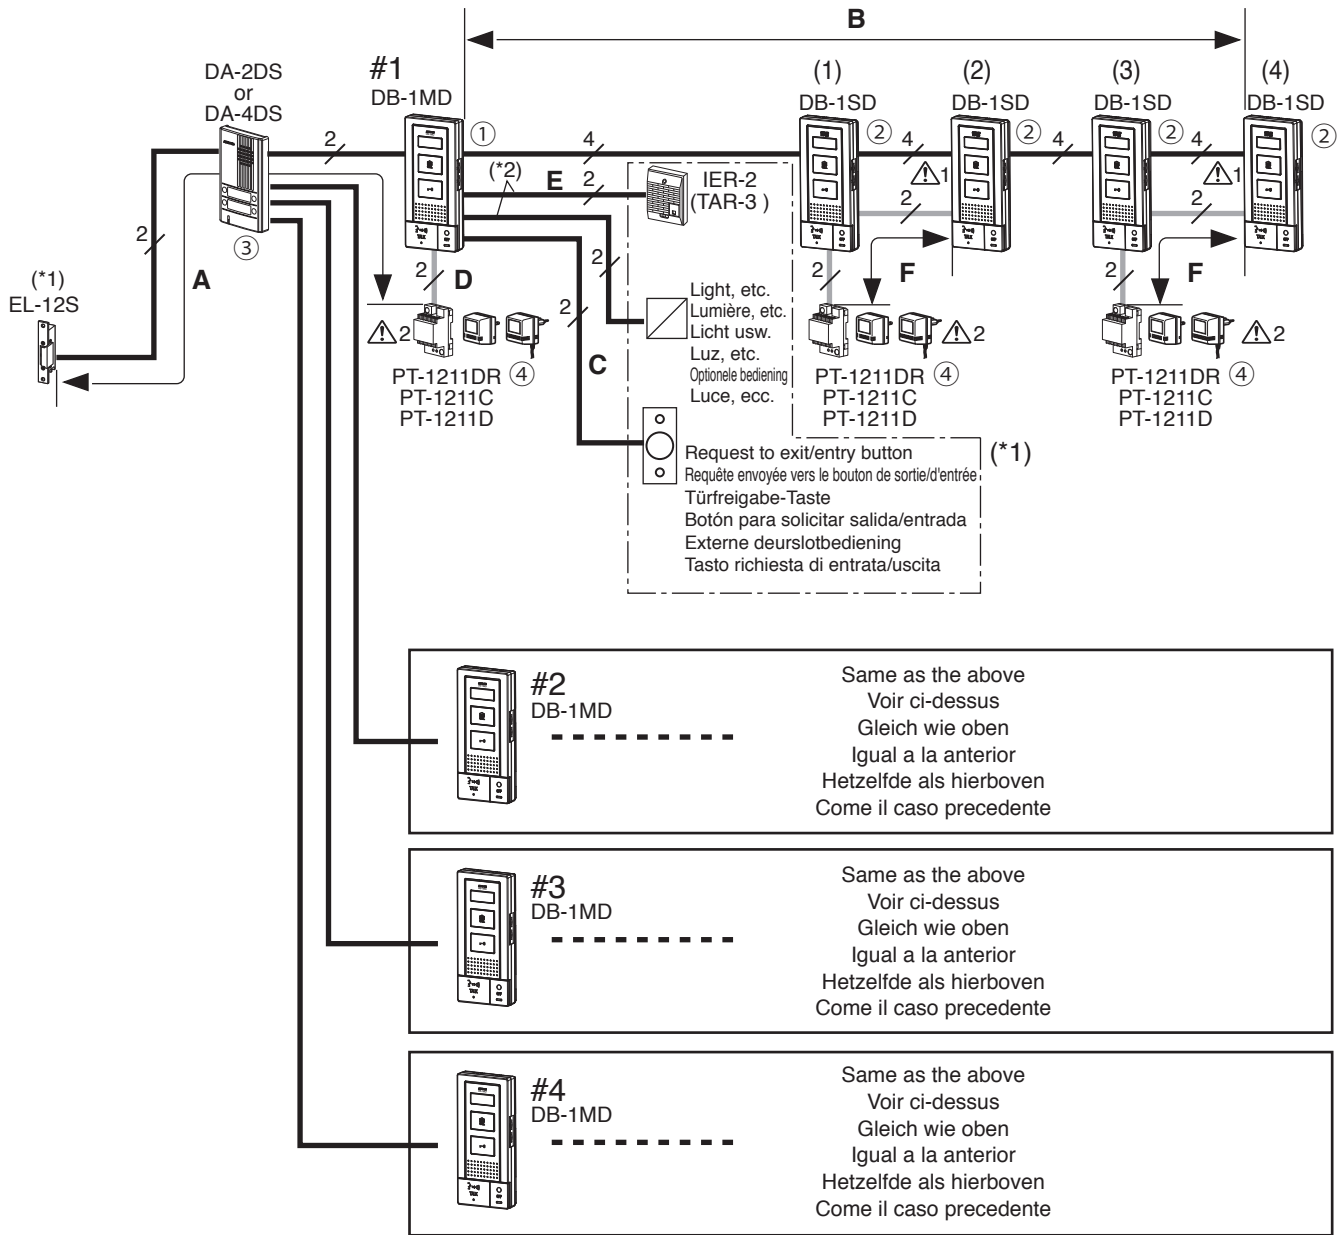 B
DA-2DS
or
DA-4DS
#1
DB-1MD
(1)
DB-1SD
(2)
DB-1SD
(3)
DB-1SD
(4)
DB-1SD
①
②
②
②
②
2
4
4
4
4
(*2)
E
2
IER-2
(TAR-3 )
⚠1
⚠1
2
2
③
2
A
(*1)
EL-12S
2
D
⚠2
PT-1211DR ④
PT-1211C
PT-1211D
2
2
C
Light, etc.
Lumière, etc.
Licht usw.
Luz, etc.
Optionele bediening
Luce, ecc.
2
F
⚠2
PT-1211DR ④
PT-1211C
PT-1211D
2
F
⚠2
PT-1211DR ④
PT-1211C
PT-1211D
Request to exit/entry button
Requête envoyée vers le bouton de sortie/d'entrée
Türfreigabe-Taste
Botón para solicitar salida/entrada
Externe deurslotbediening
Tasto richiesta di entrata/uscita
(*1)
#2
DB-1MD
Same as the above
Voir ci-dessus
Gleich wie oben
Igual a la anterior
Hetzelfde als hierboven
Come il caso precedente
#3
DB-1MD
Same as the above
Voir ci-dessus
Gleich wie oben
Igual a la anterior
Hetzelfde als hierboven
Come il caso precedente
#4
DB-1MD
Same as the above
Voir ci-dessus
Gleich wie oben
Igual a la anterior
Hetzelfde als hierboven
Come il caso precedente